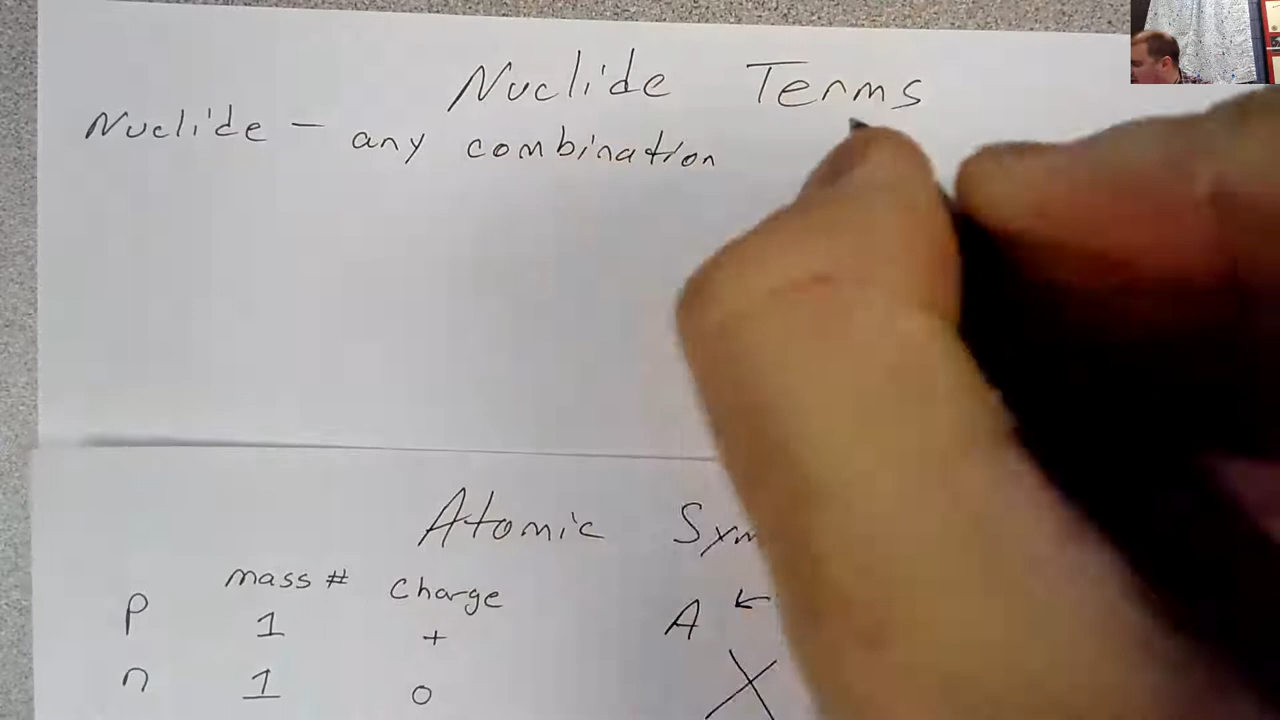 Nuclide Terms
Nuclide - any combination
Atomic
mass # Charge
P 1 +
n 1 0
A ←
X